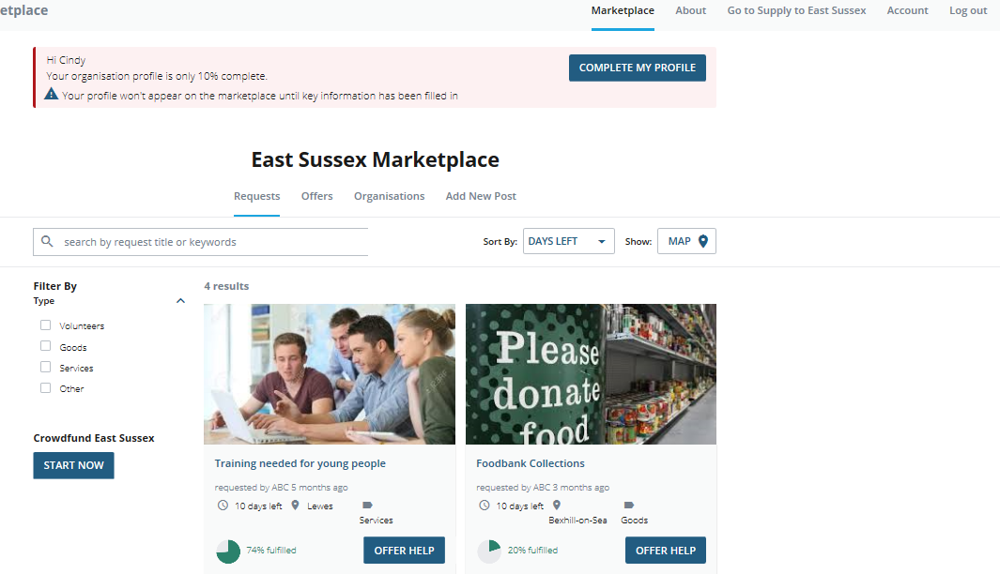 etplace
Marketplace About Go to Supply to East Sussex Account Log out
Hi Cindy
Your organisation profile is only 10% complete.
Your profile won't appear on the marketplace until key information has been filled in
COMPLETE MY PROFILE
East Sussex Marketplace
Requests Offers Organisations Add New Post
search by request title or keywords
Sort By: DAYS LEFT Show: MAP
Filter By
Type
Volunteers
Goods
Services
Other
Crowdfund East Sussex
START NOW
4 results
Training needed for young people
requested by ABC 5 months ago
10 days left Lewes
Services
74% fulfilled OFFER HELP
Please
donate
food
Foodbank Collections
requested by ABC 3 months ago
10 days left
Bexhill-on-Sea Goods
20% fulfilled OFFER HELP